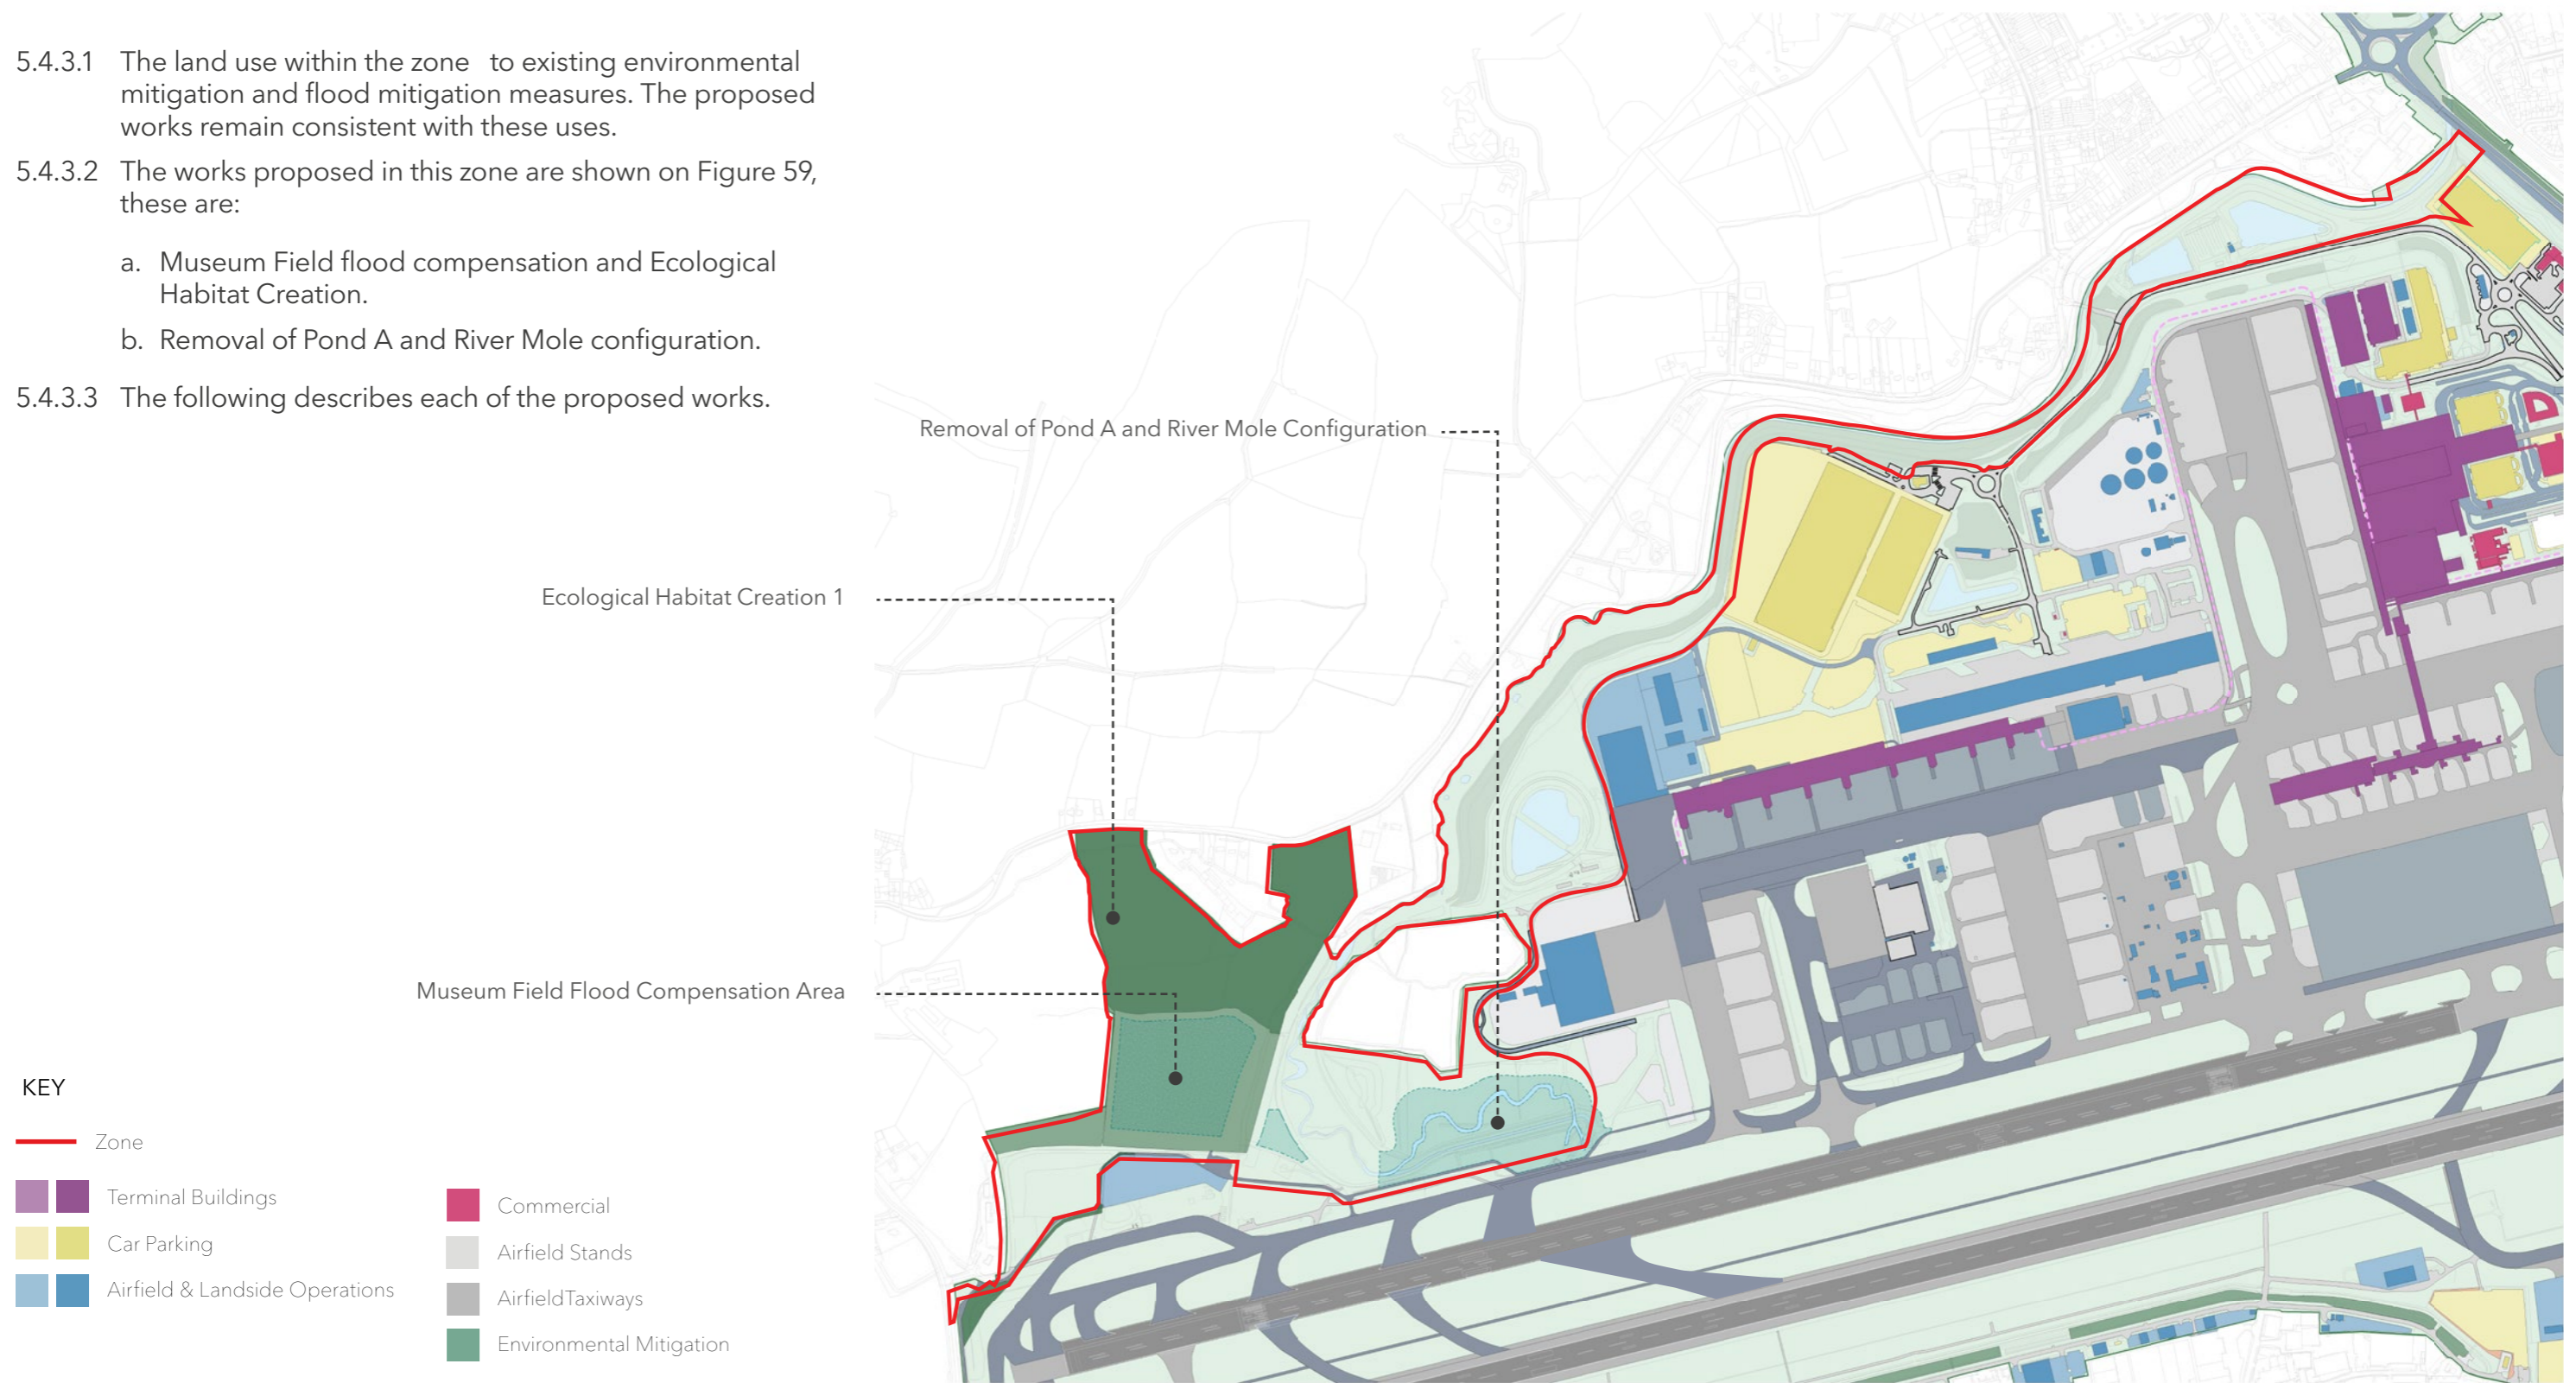 5.4.3.1 The land use within the zone to existing environmental
mitigation and flood mitigation measures. The proposed
works remain consistent with these uses.
5.4.3.2 The works proposed in this zone are shown on Figure 59,
these are:
a. Museum Field flood compensation and Ecological
Habitat Creation.
b. Removal of Pond A and River Mole configuration.
5.4.3.3 The following describes each of the proposed works.
Removal of Pond A and River Mole Configuration
Ecological Habitat Creation 1
Museum Field Flood Compensation Area
KEY
Zone
Terminal Buildings
Car Parking
Airfield & Landside Operations
Commercial
Airfield Stands
AirfieldTaxiways
Environmental Mitigation